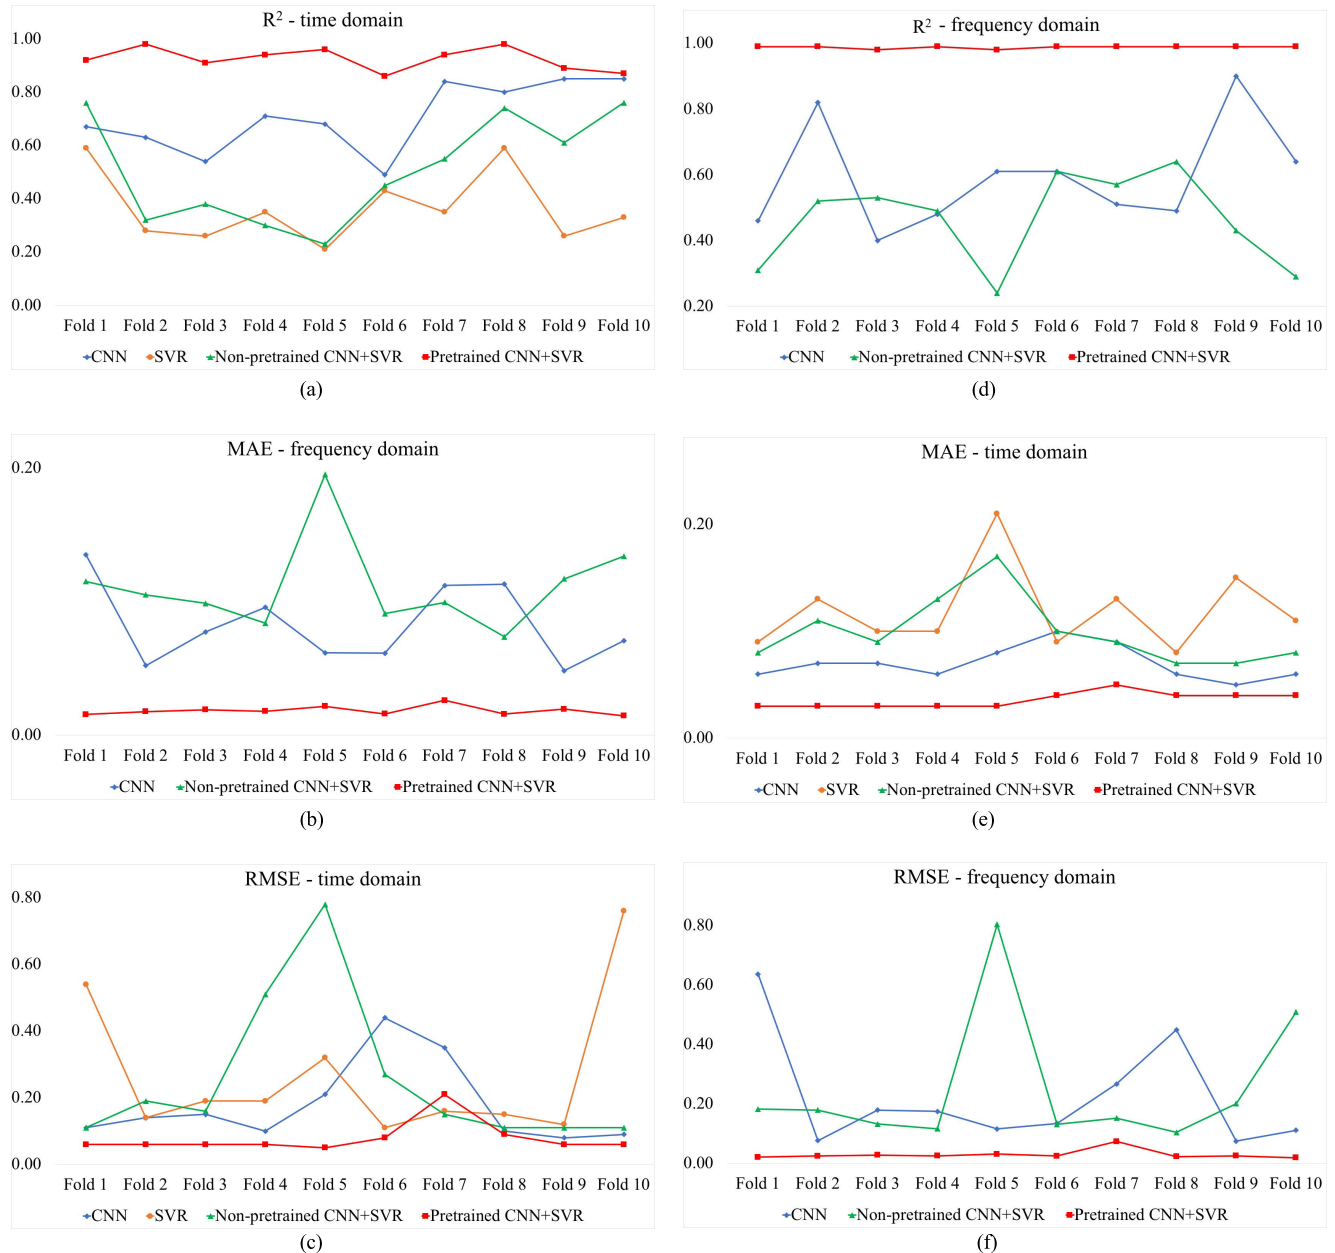 R² - time domain
1.00
0.80
0.60
0.40
0.20
0.00
Fold 1 Fold 2 Fold 3 Fold 4 Fold 5 Fold 6 Fold 7 Fold 8 Fold 9 Fold 10
CNN SVR Non-pretrained CNN+SVR Pretrained CNN+SVR
(a)
R² - frequency domain
1.00
0.80
0.60
0.40
0.20
Fold 1 Fold 2 Fold 3 Fold 4 Fold 5 Fold 6 Fold 7 Fold 8 Fold 9 Fold 10
CNN Non-pretrained CNN+SVR Pretrained CNN+SVR
(d)
MAE - frequency domain
0.20
0.00
Fold 1 Fold 2 Fold 3 Fold 4 Fold 5 Fold 6 Fold 7 Fold 8 Fold 9 Fold 10
CNN Non-pretrained CNN+SVR Pretrained CNN+SVR
(b)
MAE - time domain
0.20
0.00
Fold 1 Fold 2 Fold 3 Fold 4 Fold 5 Fold 6 Fold 7 Fold 8 Fold 9 Fold 10
CNN SVR Non-pretrained CNN+SVR Pretrained CNN+SVR
(e)
RMSE - time domain
0.80
0.60
0.40
0.20
0.00
Fold 1 Fold 2 Fold 3 Fold 4 Fold 5 Fold 6 Fold 7 Fold 8 Fold 9 Fold 10
CNN SVR Non-pretrained CNN+SVR Pretrained CNN+SVR
(c)
RMSE - frequency domain
0.80
0.60
0.40
0.20
0.00
Fold 1 Fold 2 Fold 3 Fold 4 Fold 5 Fold 6 Fold 7 Fold 8 Fold 9 Fold 10
CNN Non-pretrained CNN+SVR Pretrained CNN+SVR
(f)